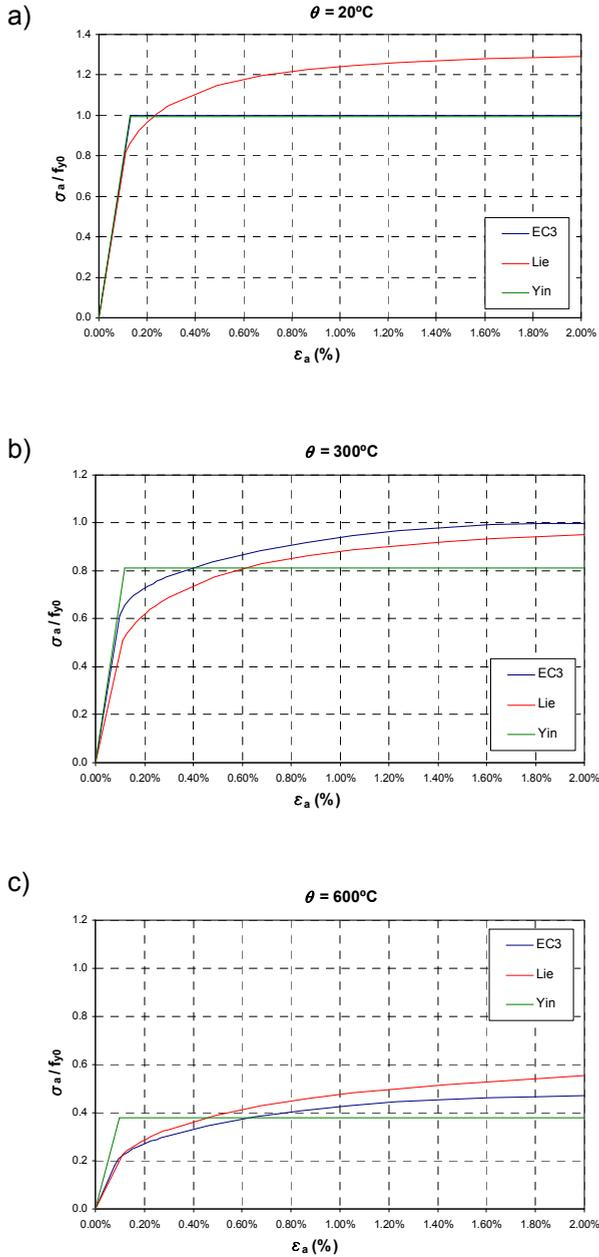 a)
θ = 20ºC
1.4
1.2
1.0
0.8
0.6
0.4
0.2
0.0
σa / fy0
EC3
Lie
Yin
0.00% 0.20% 0.40% 0.60% 0.80% 1.00% 1.20% 1.40% 1.60% 1.80% 2.00%
εa (%)
b)
θ = 300ºC
1.2
1.0
0.8
0.6
0.4
0.2
0.0
σa / fy0
EC3
Lie
Yin
0.00% 0.20% 0.40% 0.60% 0.80% 1.00% 1.20% 1.40% 1.60% 1.80% 2.00%
εa (%)
c)
θ = 600ºC
1.2
1.0
0.8
0.6
0.4
0.2
0.0
σa / fy0
EC3
Lie
Yin
0.00% 0.20% 0.40% 0.60% 0.80% 1.00% 1.20% 1.40% 1.60% 1.80% 2.00%
εa (%)